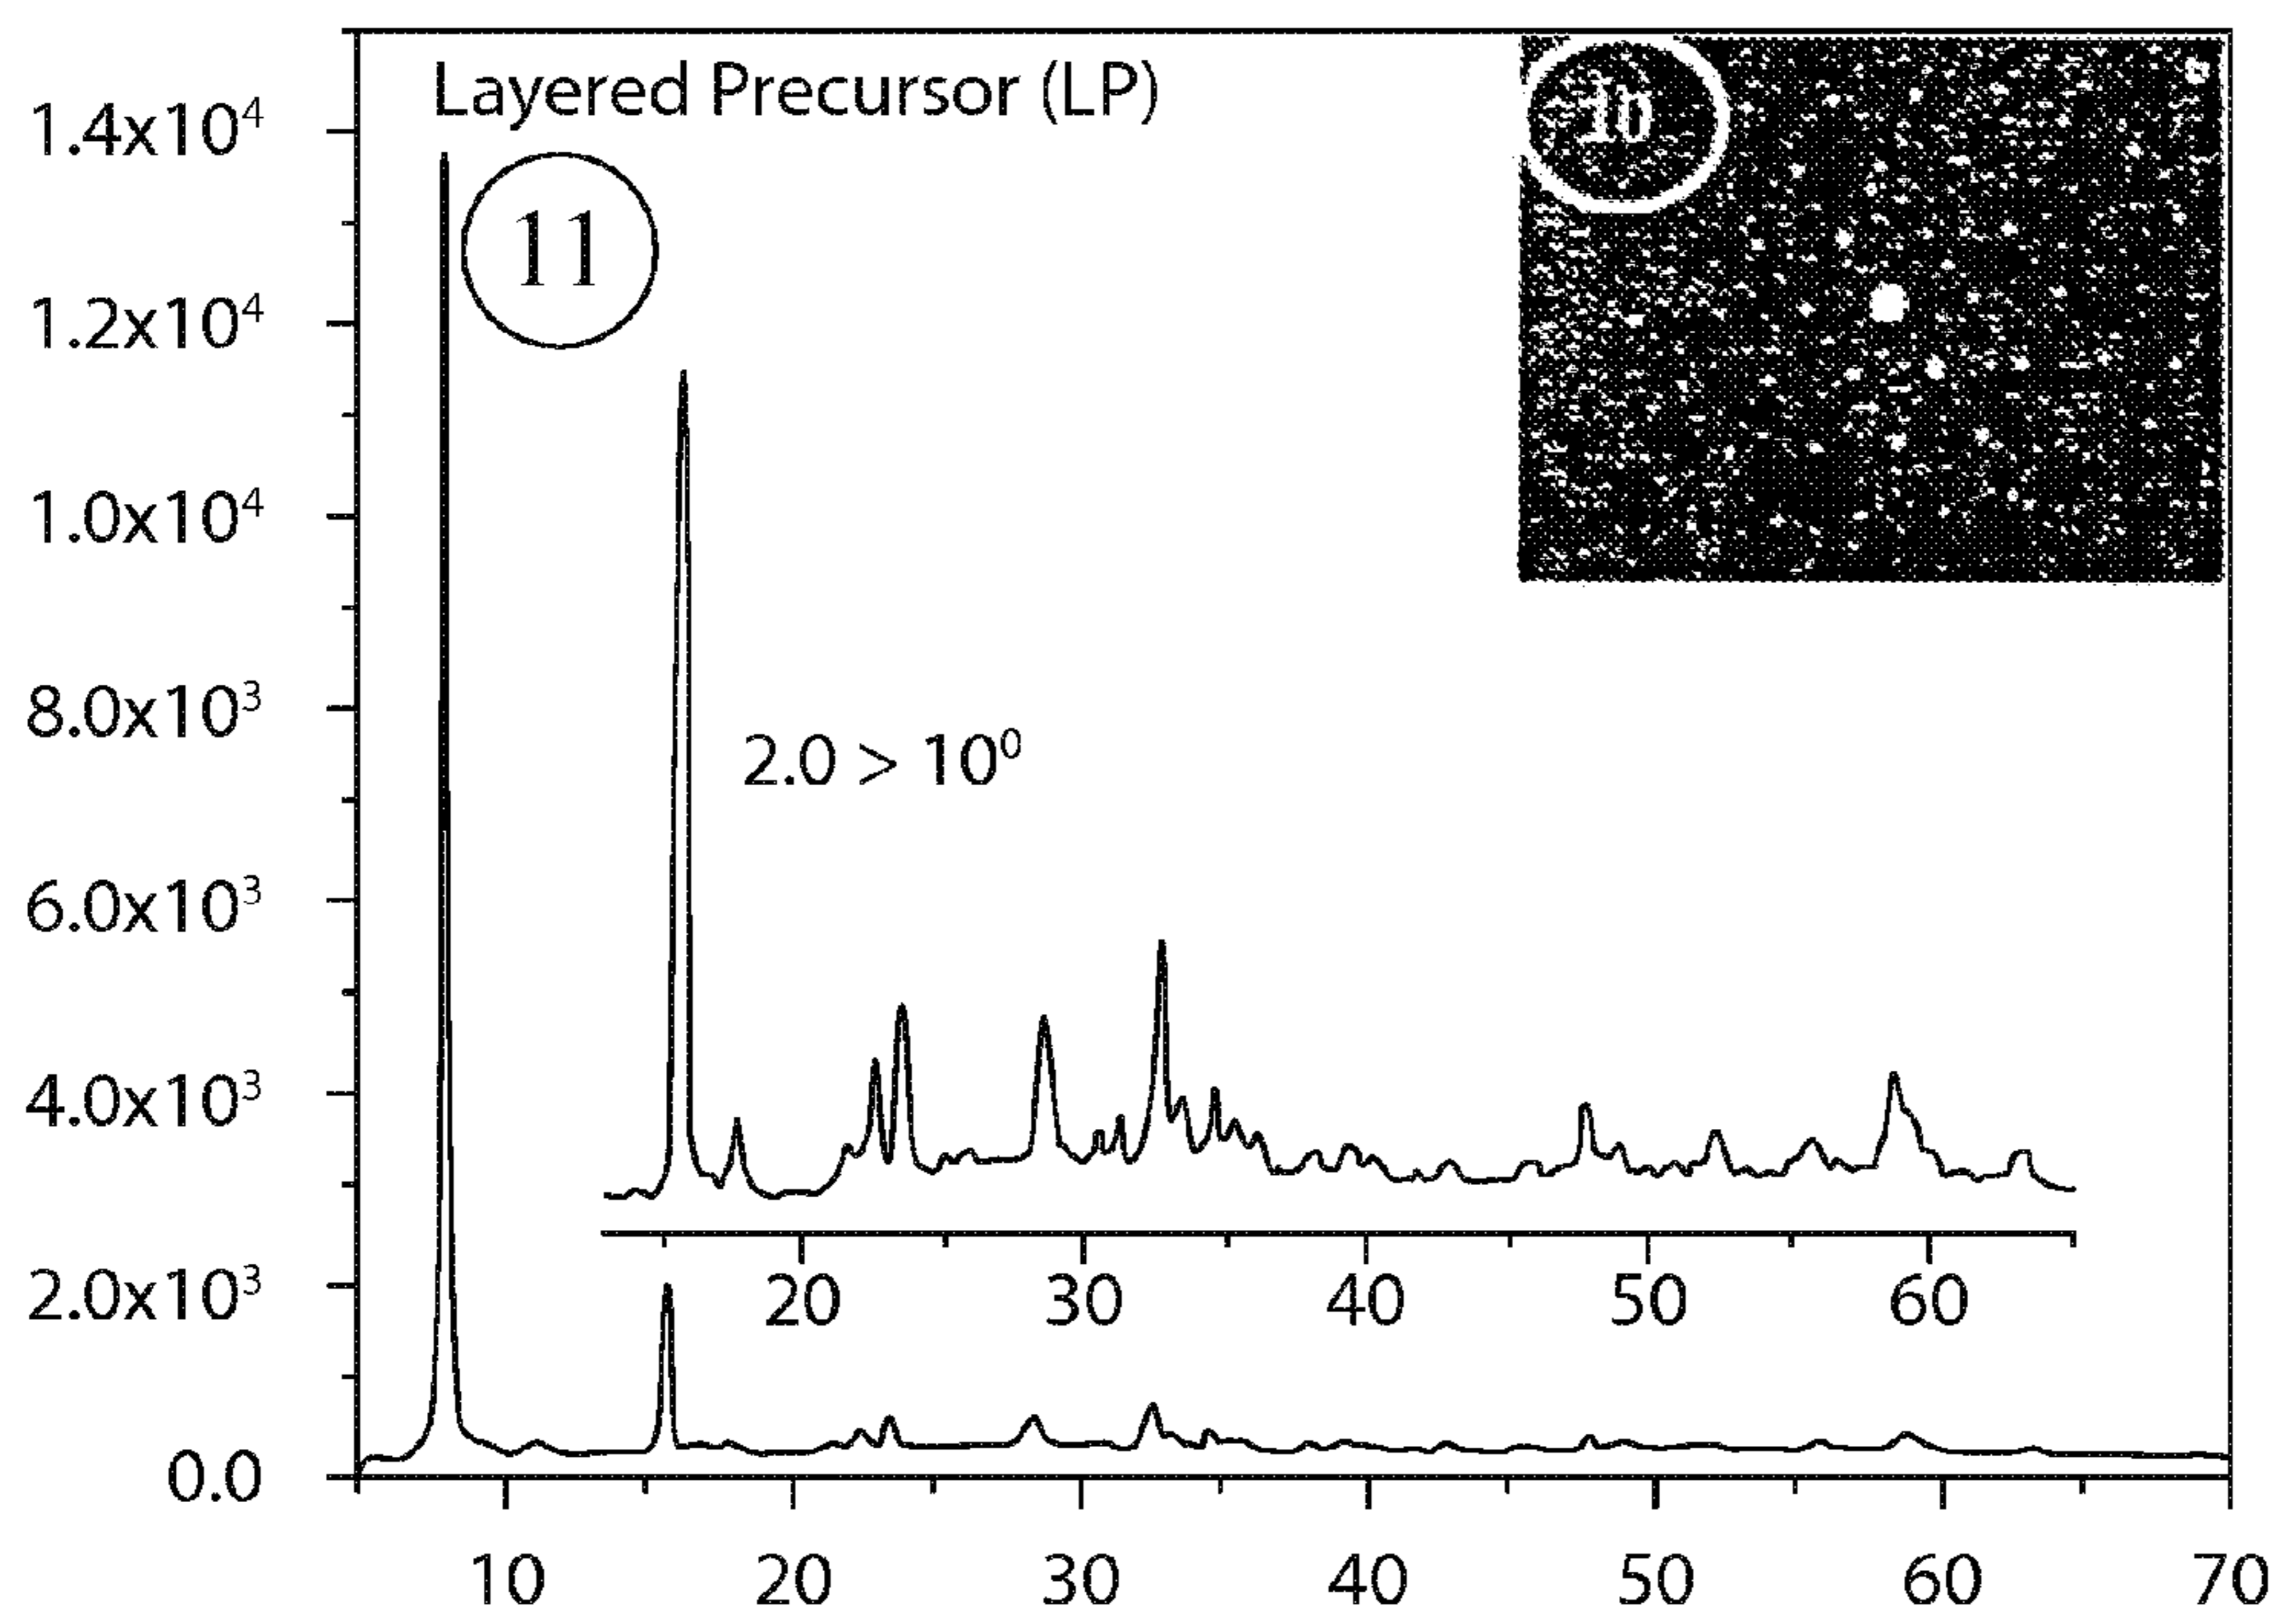 Layered Precursor (LP)
1.4x10⁴
11
1b
1.2x10⁴
1.0x10⁴
8.0x10³
2.0 > 10⁰
6.0x10³
4.0x10³
2.0x10³
20 30 40 50 60
0.0
10 20 30 40 50 60 70